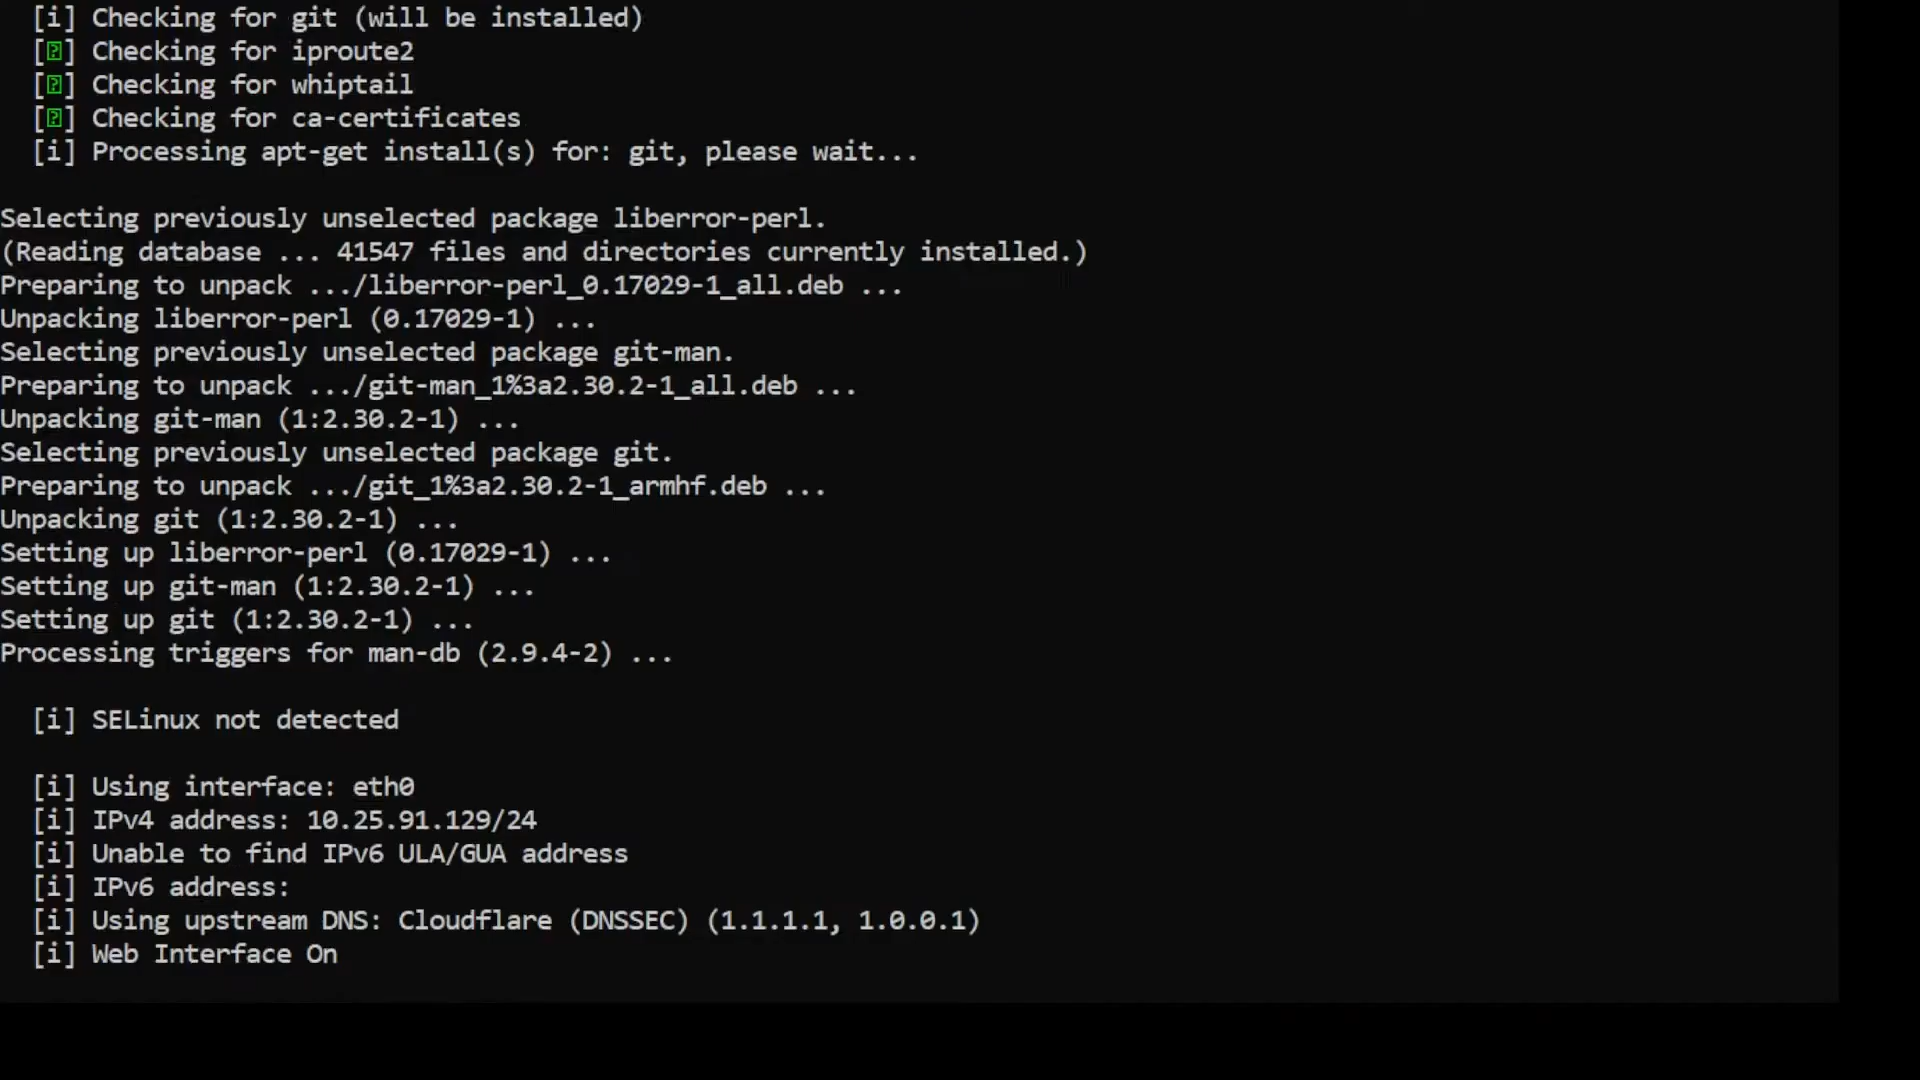 [i] Checking for git (will be installed)
[?] Checking for iproute2
[?] Checking for whiptail
[?] Checking for ca-certificates
[i] Processing apt-get install(s) for: git, please wait...
Selecting previously unselected package liberror-perl.
(Reading database ... 41547 files and directories currently installed.)
Preparing to unpack .../liberror-perl_0.17029-1_all.deb ...
Unpacking liberror-perl (0.17029-1) ...
Selecting previously unselected package git-man.
Preparing to unpack .../git-man_1%3a2.30.2-1_all.deb ...
Unpacking git-man (1:2.30.2-1) ...
Selecting previously unselected package git.
Preparing to unpack .../git_1%3a2.30.2-1_armhf.deb ...
Unpacking git (1:2.30.2-1) ...
Setting up liberror-perl (0.17029-1) ...
Setting up git-man (1:2.30.2-1) ...
Setting up git (1:2.30.2-1) ...
Processing triggers for man-db (2.9.4-2) ...
[i] SELinux not detected
[i] Using interface: eth0
[i] IPv4 address: 10.25.91.129/24
[i] Unable to find IPv6 ULA/GUA address
[i] IPv6 address:
[i] Using upstream DNS: Cloudflare (DNSSEC) (1.1.1.1, 1.0.0.1)
[i] Web Interface On